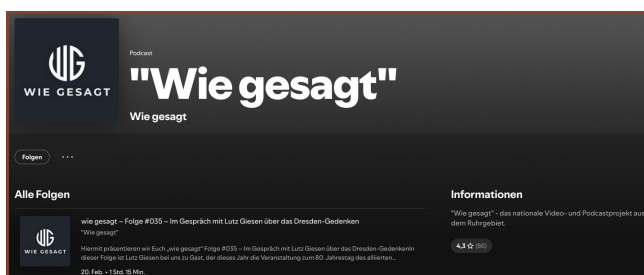 WIE GESAGT
Podcast
"Wie gesagt"
Wie gesagt
Folgen
Alle Folgen
WIE GESAGT
wie gesagt – Folge #035 – Im Gespräch mit Lutz Giesen über das Dresden-Gedenken
"Wie gesagt"
Hiermit präsentieren wir Euch „wie gesagt" Folge #035 – Im Gespräch mit Lutz Giesen über das Dresden-GedenkenIn
dieser Folge ist Lutz Giesen bei uns zu Gast, der dieses Jahr die Veranstaltung zum 80. Jahrestag des alliierten...
20. Feb. • 1 Std. 15 Min.
Informationen
"Wie gesagt" - das nationale Video- und Podcastprojekt aus
dem Ruhrgebiet.
4,3 ☆ (86)